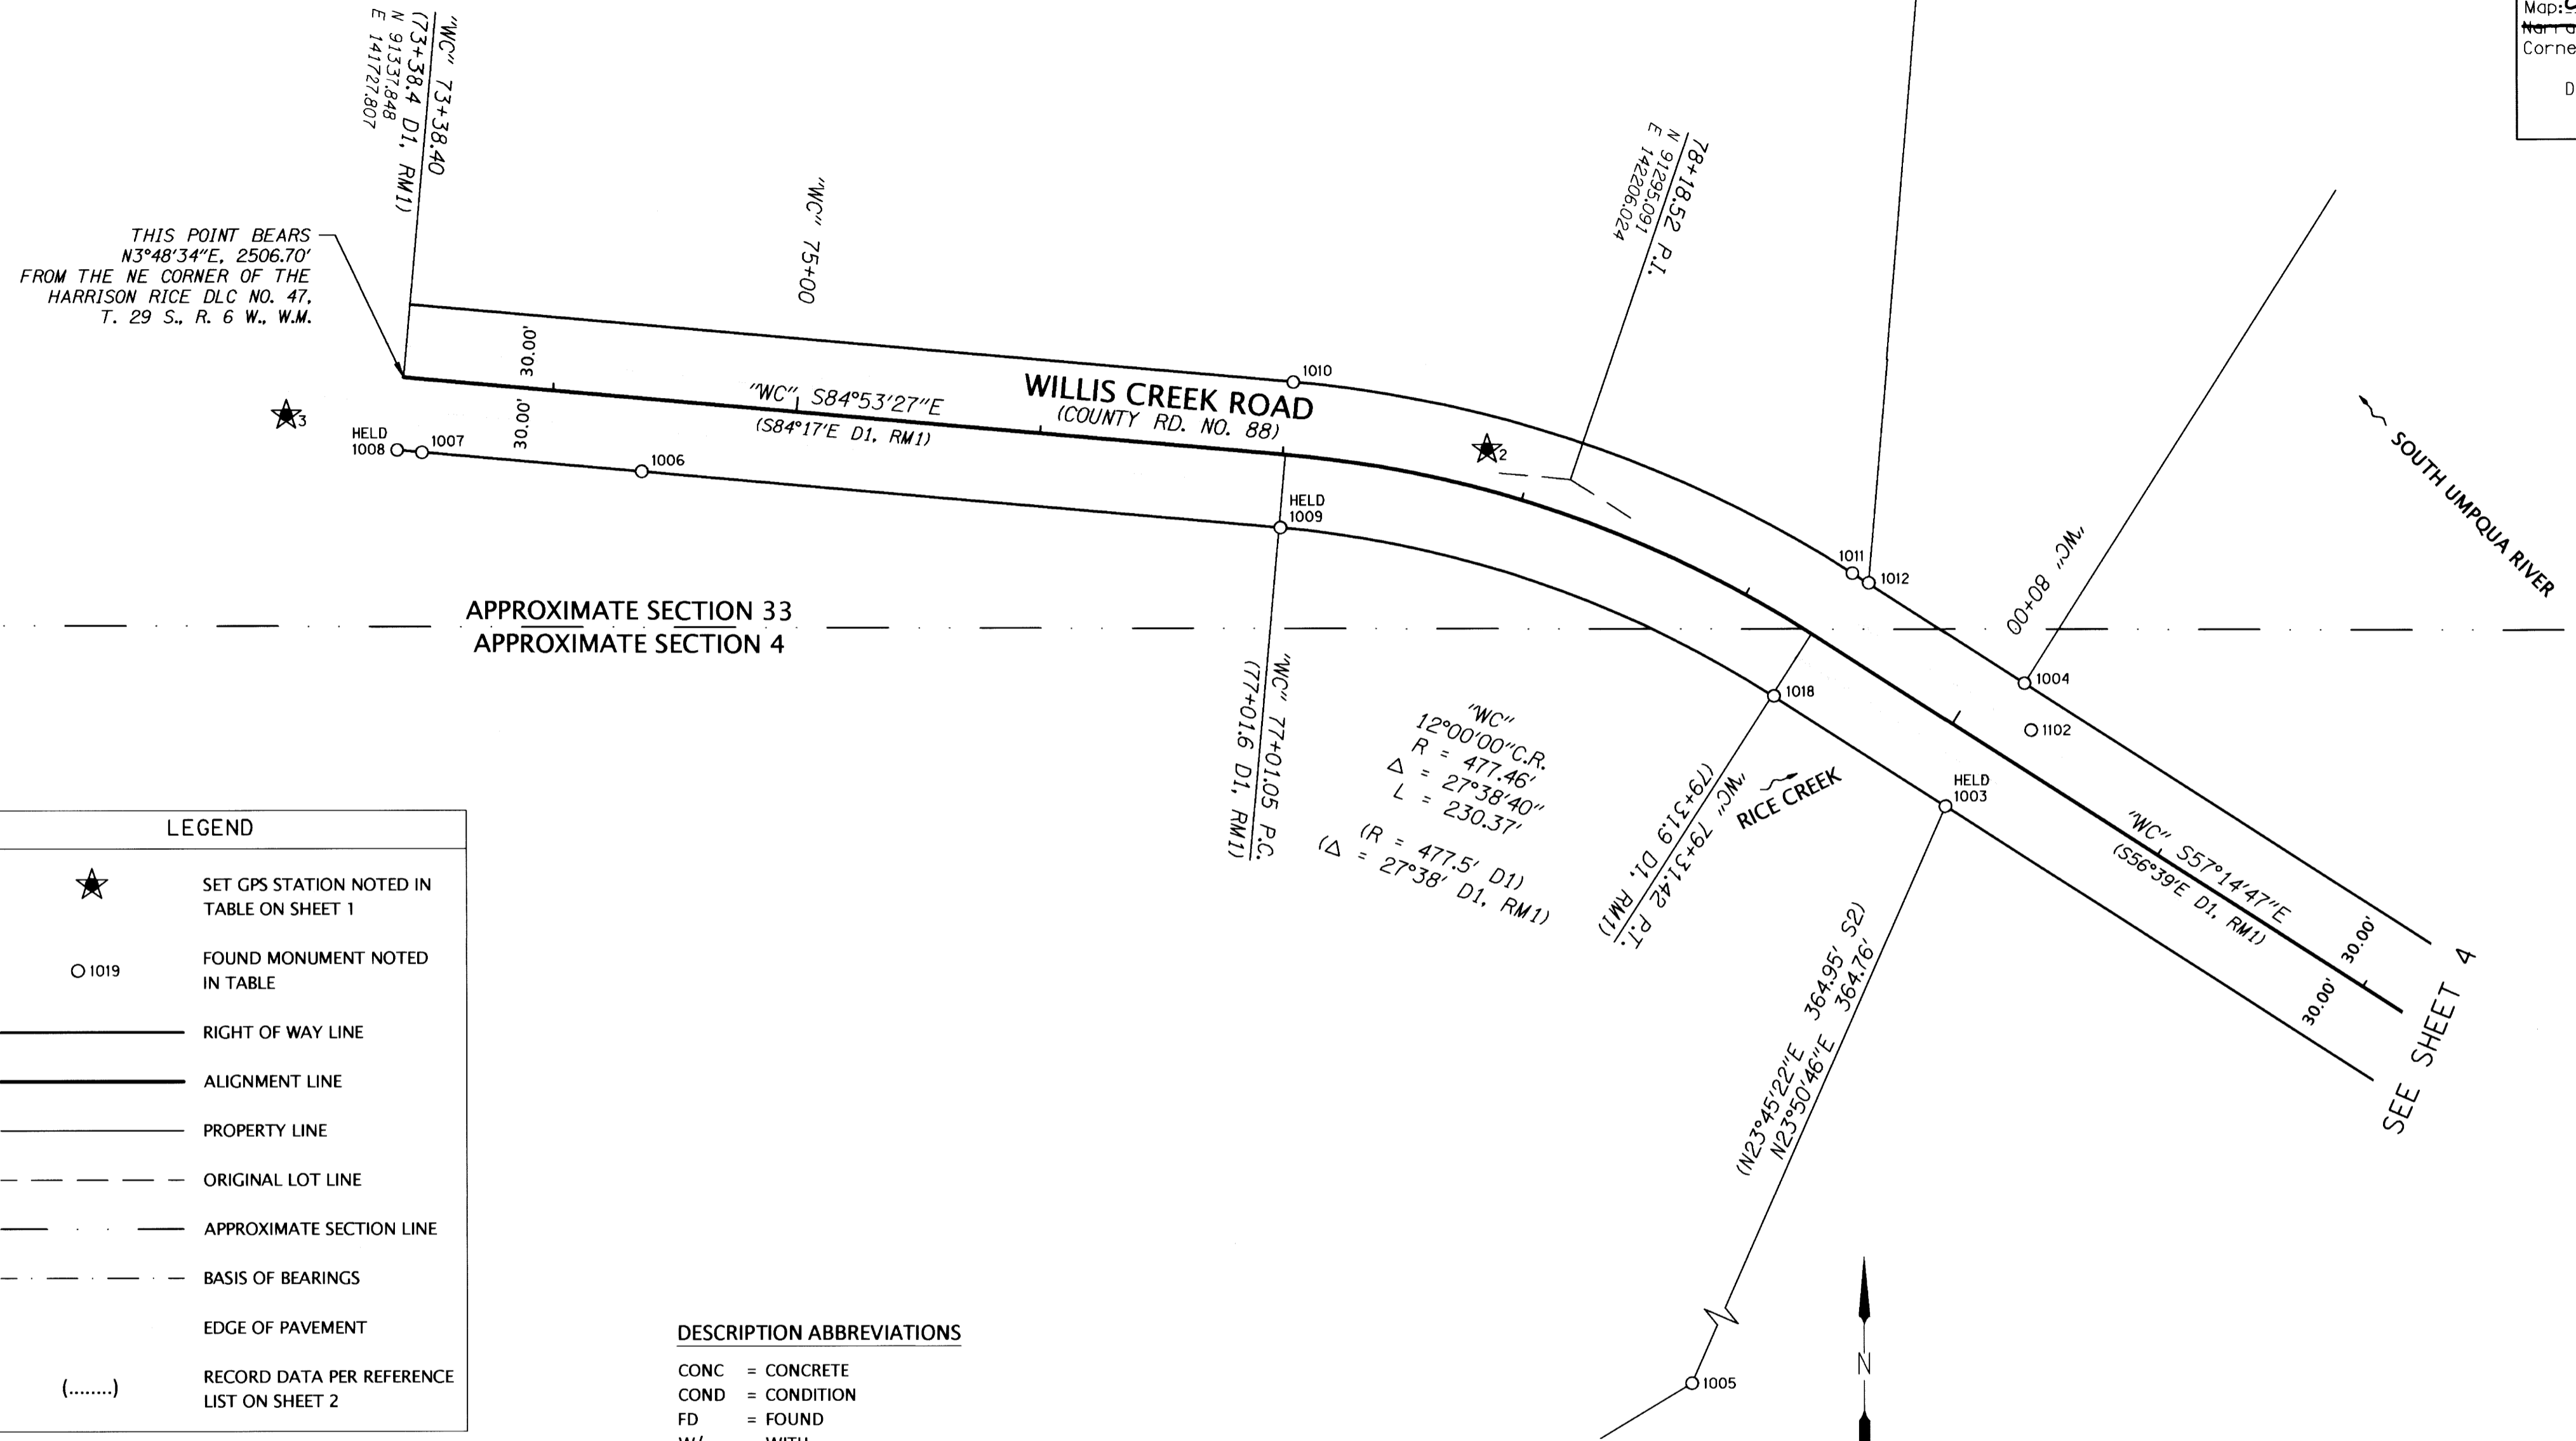 "WC" 73+38.40
(73+38.4 D1, RM1)
N 91337.848
E 141727.807
THIS POINT BEARS
N3°48'34"E, 2506.70'
FROM THE NE CORNER OF THE
HARRISON RICE DLC NO. 47,
T. 29 S., R. 6 W., W.M.
"WC" 75+00
78+18.52 P.I.
N 91295.091
E 142206.024
Map:
Corne
D
30.00'
30.00'
"WC" S84°53'27"E
(S84°17'E D1, RM1)
WILLIS CREEK ROAD
(COUNTY RD. NO. 88)
1010
3
HELD
1008
1007
1006
2
HELD
1009
1011
1012
"WC" 80+00
SOUTH UMPQUA RIVER
APPROXIMATE SECTION 33
APPROXIMATE SECTION 4
"WC" 77+01.05 P.C.
(77+01.6 D1, RM1)
"WC"
12°00'00"C.R.
R = 477.46'
Δ = 27°38'40"
L = 230.37'
(R = 477.5' D1)
(Δ = 27°38' D1, RM1)
1018
"WC" 79+31.42 P.T.
(79+31.9 D1, RM1)
RICE CREEK
1004
1102
HELD
1003
"WC" S57°14'47"E
(S56°39'E D1, RM1)
30.00'
30.00'
SEE SHEET 4
(N23°45'22"E 364.95' S2)
N23°50'46"E 364.76'
1005
N
LEGEND
SET GPS STATION NOTED IN
TABLE ON SHEET 1
1019 FOUND MONUMENT NOTED
IN TABLE
RIGHT OF WAY LINE
ALIGNMENT LINE
PROPERTY LINE
ORIGINAL LOT LINE
APPROXIMATE SECTION LINE
BASIS OF BEARINGS
EDGE OF PAVEMENT
(........) RECORD DATA PER REFERENCE
LIST ON SHEET 2
DESCRIPTION ABBREVIATIONS
CONC = CONCRETE
COND = CONDITION
FD = FOUND
W/ = WITH